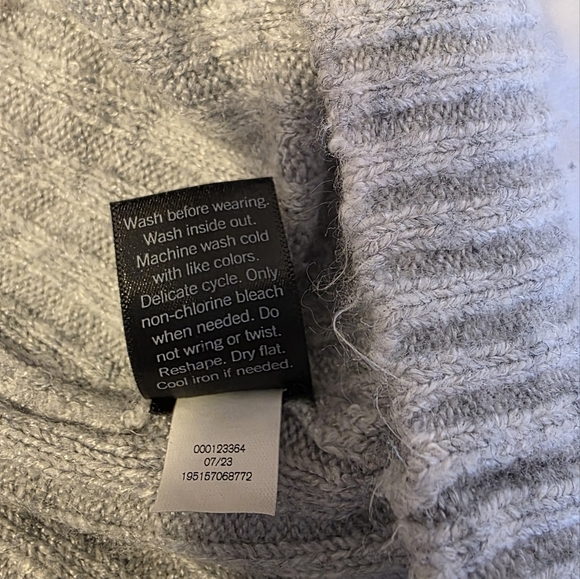 Wash before wearing.
Wash inside out.
Machine wash cold
with like colors.
Delicate cycle. Only
non-chlorine bleach
when needed. Do
not wring or twist.
Reshape. Dry flat.
Cool iron if needed.
000123364
07/23
195157068772